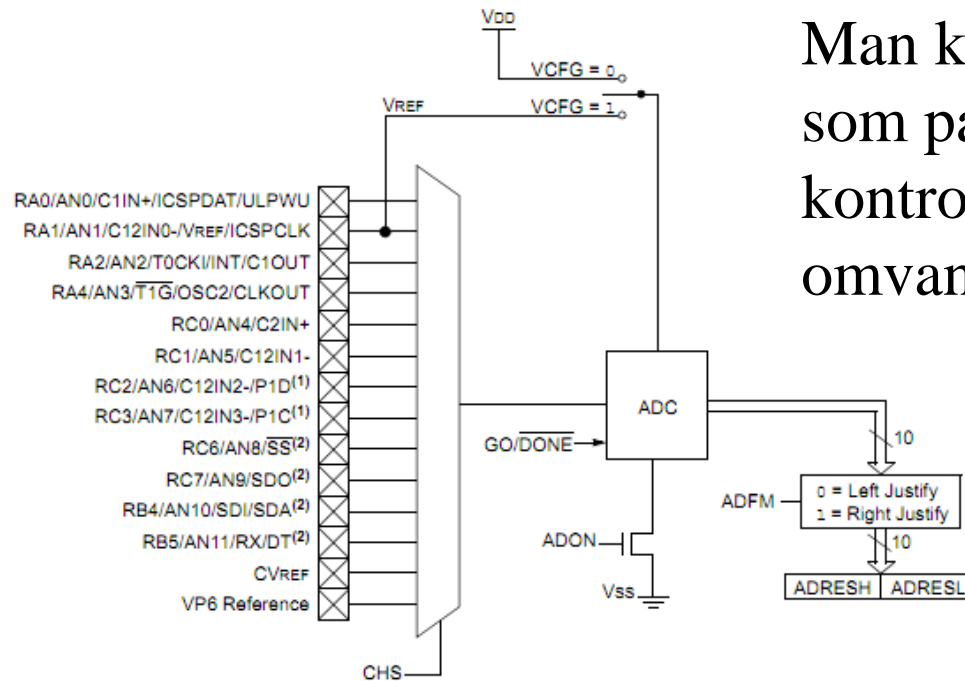 VDD
VCFG = 0
VREF
VCFG = 1
RA0/AN0/C1IN+/ICSPDAT/ULPWU
RA1/AN1/C12IN0-/VREF/ICSPCLK
RA2/AN2/T0CKI/INT/C1OUT
RA4/AN3/T1G/OSC2/CLKOUT
RC0/AN4/C2IN+
RC1/AN5/C12IN1-
RC2/AN6/C12IN2-/P1D(1)
RC3/AN7/C12IN3-/P1C(1)
RC6/AN8/SS(2)
RC7/AN9/SDO(2)
RB4/AN10/SDI/SDA(2)
RB5/AN11/RX/DT(2)
CVREF
VP6 Reference
CHS
ADC
GO/DONE
ADON
VSS
10
ADFM
0 = Left Justify
1 = Right Justify
10
ADRESH ADRESL
Man k
som pa
kontro
omvan